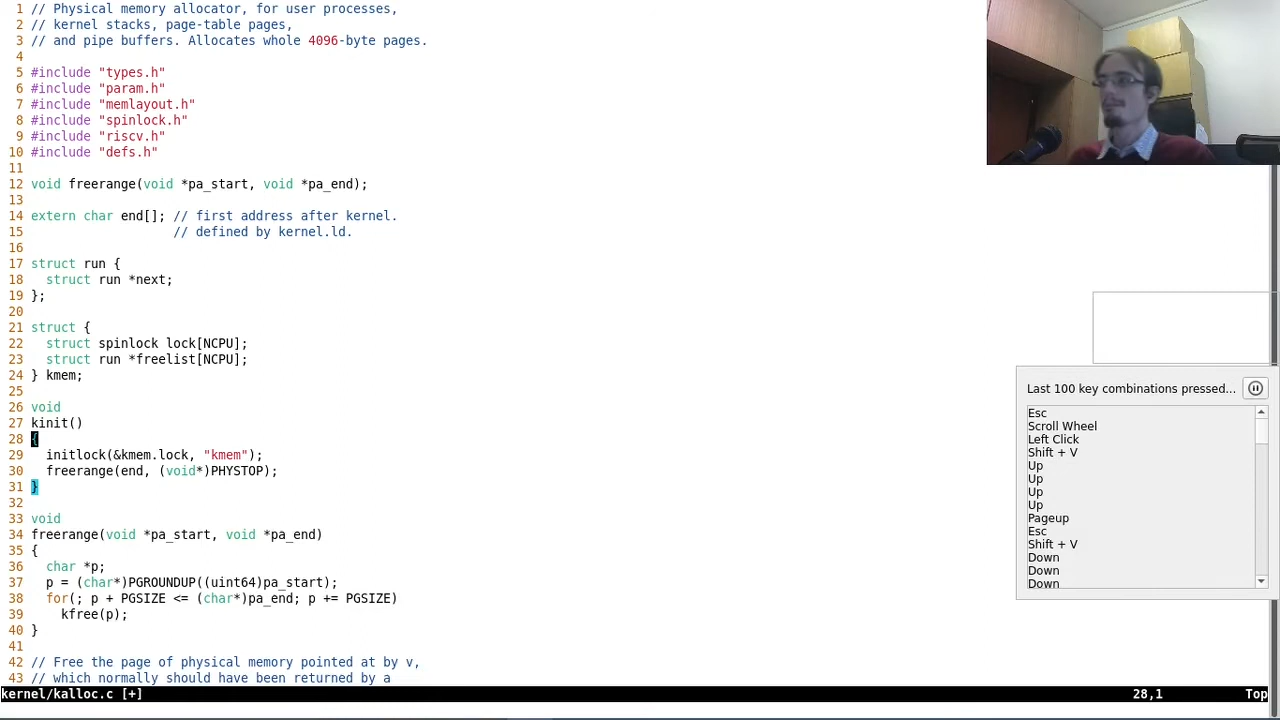 1 // Physical memory allocator, for user processes,
2 // kernel stacks, page-table pages,
3 // and pipe buffers. Allocates whole 4096-byte pages.
4
5 #include "types.h"
6 #include "param.h"
7 #include "memlayout.h"
8 #include "spinlock.h"
9 #include "riscv.h"
10 #include "defs.h"
11
12 void freerange(void *pa_start, void *pa_end);
13
14 extern char end[]; // first address after kernel.
15                    // defined by kernel.ld.
16
17 struct run {
18   struct run *next;
19 };
20
21 struct {
22   struct spinlock lock[NCPU];
23   struct run *freelist[NCPU];
24 } kmem;
25
26 void
27 kinit()
28 {
29   initlock(&kmem.lock, "kmem");
30   freerange(end, (void*)PHYSTOP);
31 }
32
33 void
34 freerange(void *pa_start, void *pa_end)
35 {
36   char *p;
37   p = (char*)PGROUNDUP((uint64)pa_start);
38   for(; p + PGSIZE <= (char*)pa_end; p += PGSIZE)
39     kfree(p);
40 }
41
42 // Free the page of physical memory pointed at by v,
43 // which normally should have been returned by a
kernel/kalloc.c [+] 28,1 Top
Last 100 key combinations pressed...
Esc
Scroll Wheel
Left Click
Shift + V
Up
Up
Up
Up
Pageup
Esc
Shift + V
Down
Down
Down